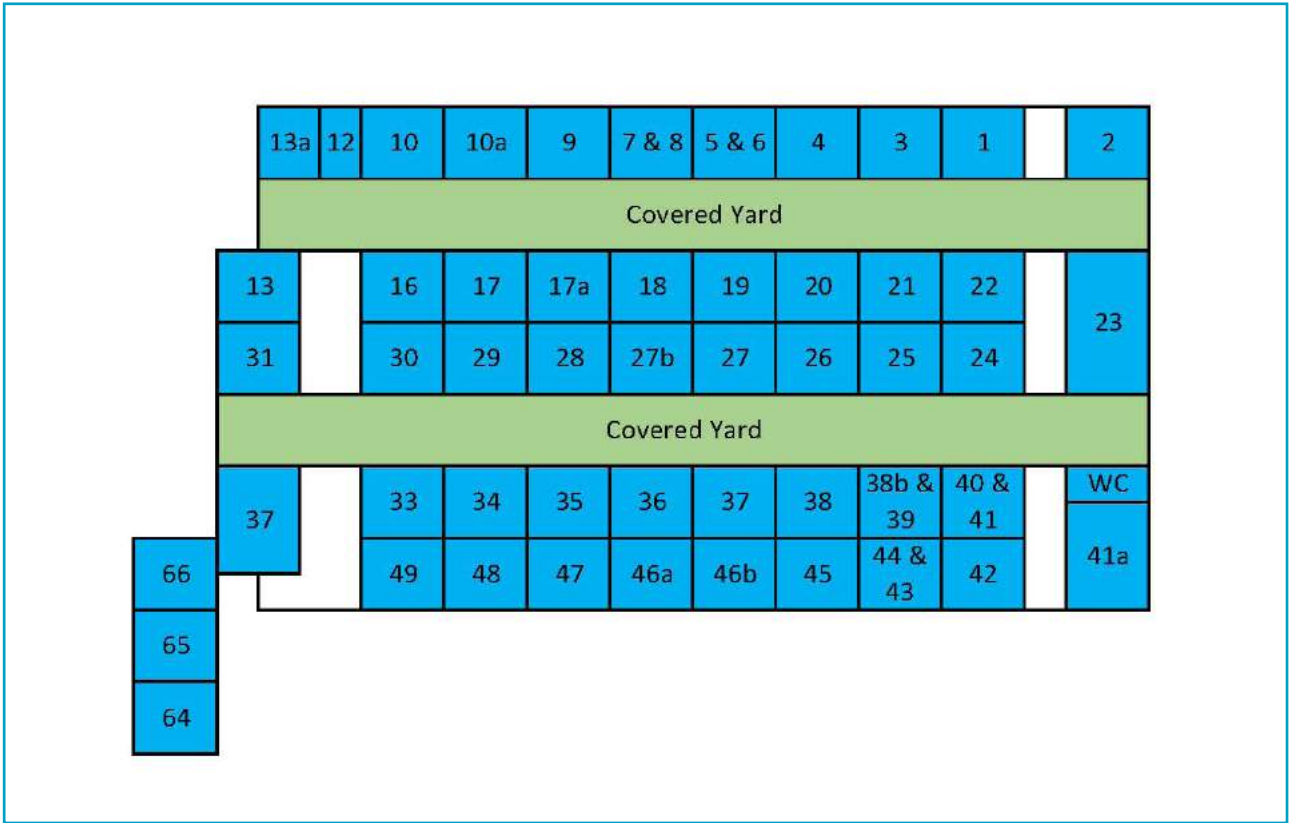 13a 12 10 10a 9 7 & 8 5 & 6 4 3 1 2
Covered Yard
13 16 17 17a 18 19 20 21 22
23
31 30 29 28 27b 27 26 25 24
Covered Yard
37 33 34 35 36 37 38 38b & 39 40 & 41 WC
41a
66 49 48 47 46a 46b 45 44 & 43 42
65
64